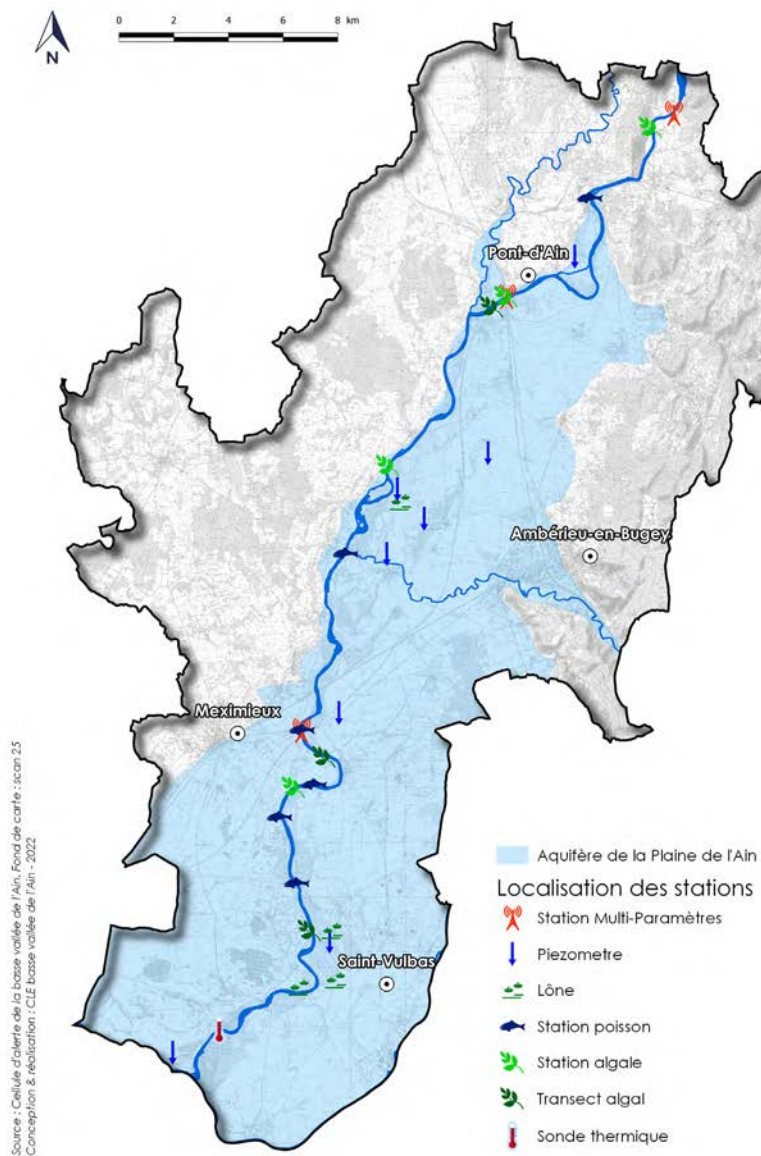 0 2 4 6 8 km
N
Pont-d'Ain
Ambérieu-en-Bugey
Meximieux
Saint-Vulbas
Aquifère de la Plaine de l'Ain
Localisation des stations
Station Multi-Paramètres
Piezometre
Lône
Station poisson
Station algale
Transect algal
Sonde thermique
Source : Cellule d'alerte de la basse vallée de l'Ain. Fond de carte : scan 25
Conception & réalisation : CLE basse vallée de l'Ain - 2022